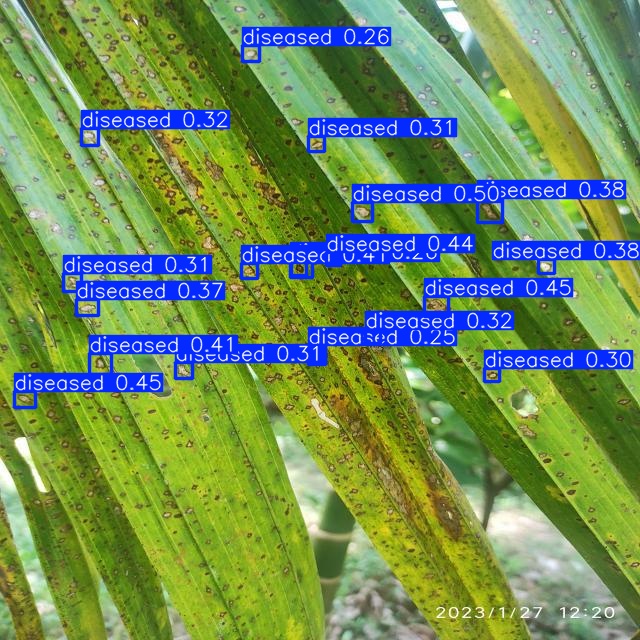 diseased 0.26
diseased 0.32
diseased 0.31
diseased 0.50
diseased 0.38
diseased 0.44
diseased 0.38
diseased 0.31
diseased 0.37
diseased 0.45
diseased 0.32
diseased 0.25
diseased 0.41
diseased 0.31
diseased 0.30
diseased 0.45
2023/1/27 12:20